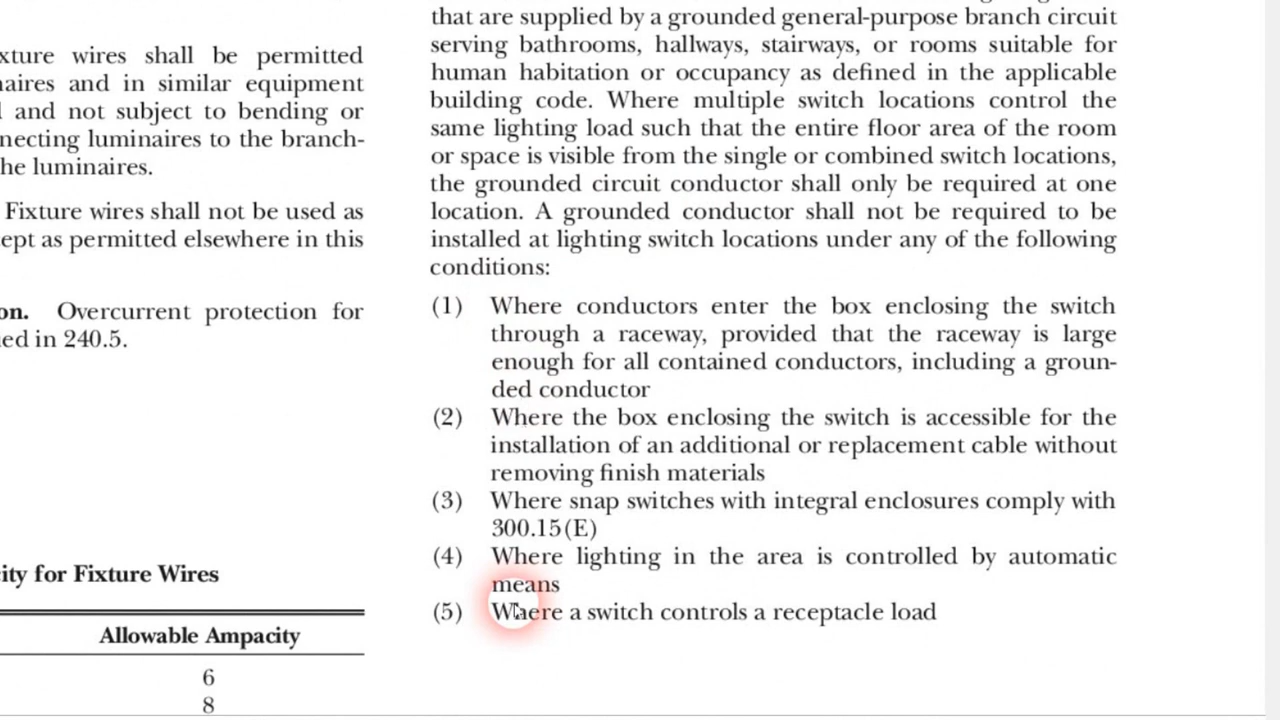 xture wires shall be permitted
aires and in similar equipment
and not subject to bending or
necting luminaires to the branch-
he luminaires.
Fixture wires shall not be used as
ept as permitted elsewhere in this
on. Overcurrent protection for
ied in 240.5.
ity for Fixture Wires
Allowable Ampacity
6
8
that are supplied by a grounded general-purpose branch circuit
serving bathrooms, hallways, stairways, or rooms suitable for
human habitation or occupancy as defined in the applicable
building code. Where multiple switch locations control the
same lighting load such that the entire floor area of the room
or space is visible from the single or combined switch locations,
the grounded circuit conductor shall only be required at one
location. A grounded conductor shall not be required to be
installed at lighting switch locations under any of the following
conditions:
(1) Where conductors enter the box enclosing the switch
through a raceway, provided that the raceway is large
enough for all contained conductors, including a groun-
ded conductor
(2) Where the box enclosing the switch is accessible for the
installation of an additional or replacement cable without
removing finish materials
(3) Where snap switches with integral enclosures comply with
300.15(E)
(4) Where lighting in the area is controlled by automatic
means
(5) Where a switch controls a receptacle load